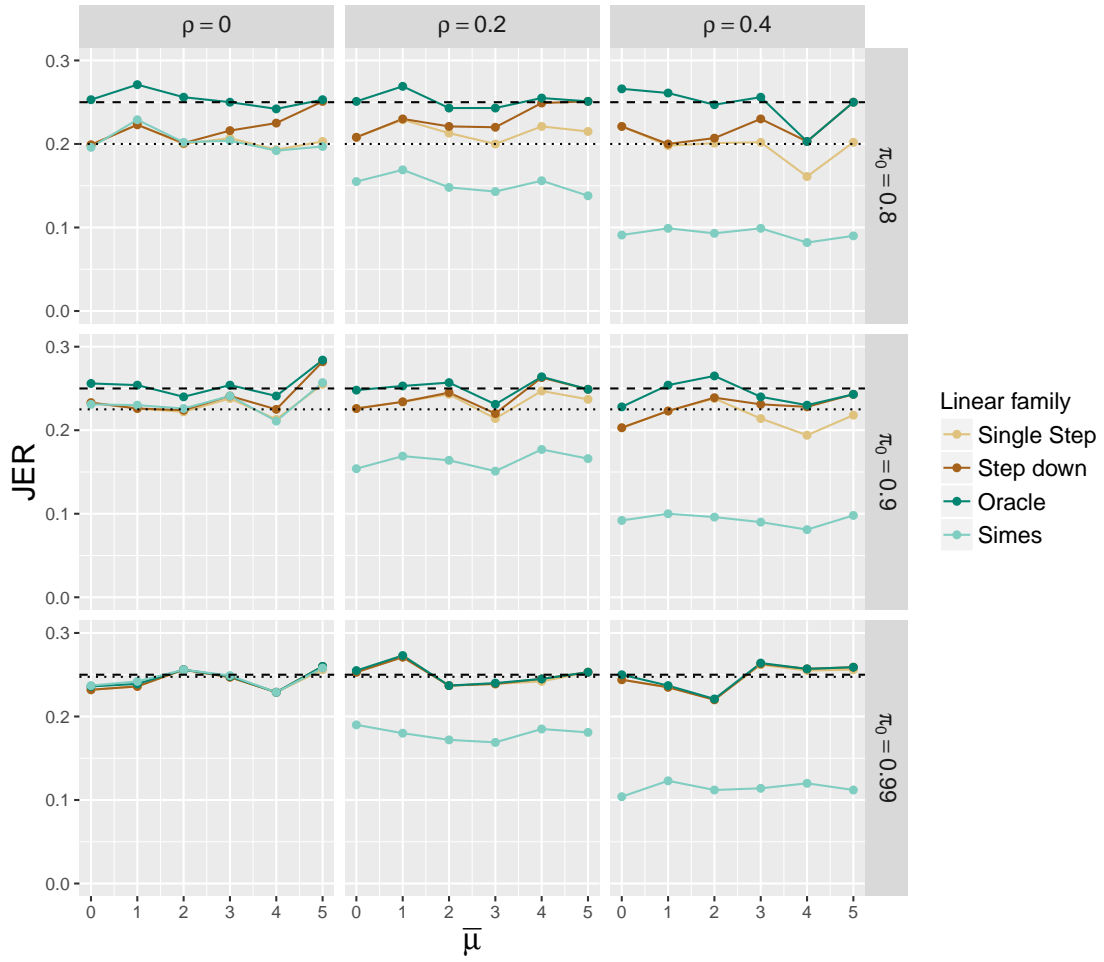 ρ = 0
ρ = 0.2
ρ = 0.4
0.3
0.2
0.1
0.0
π₀ = 0.8
0.3
0.2
0.1
0.0
π₀ = 0.9
0.3
0.2
0.1
0.0
π₀ = 0.99
JER
0 1 2 3 4 5
0 1 2 3 4 5
0 1 2 3 4 5
μ̅
Linear family
Single Step
Step down
Oracle
Simes